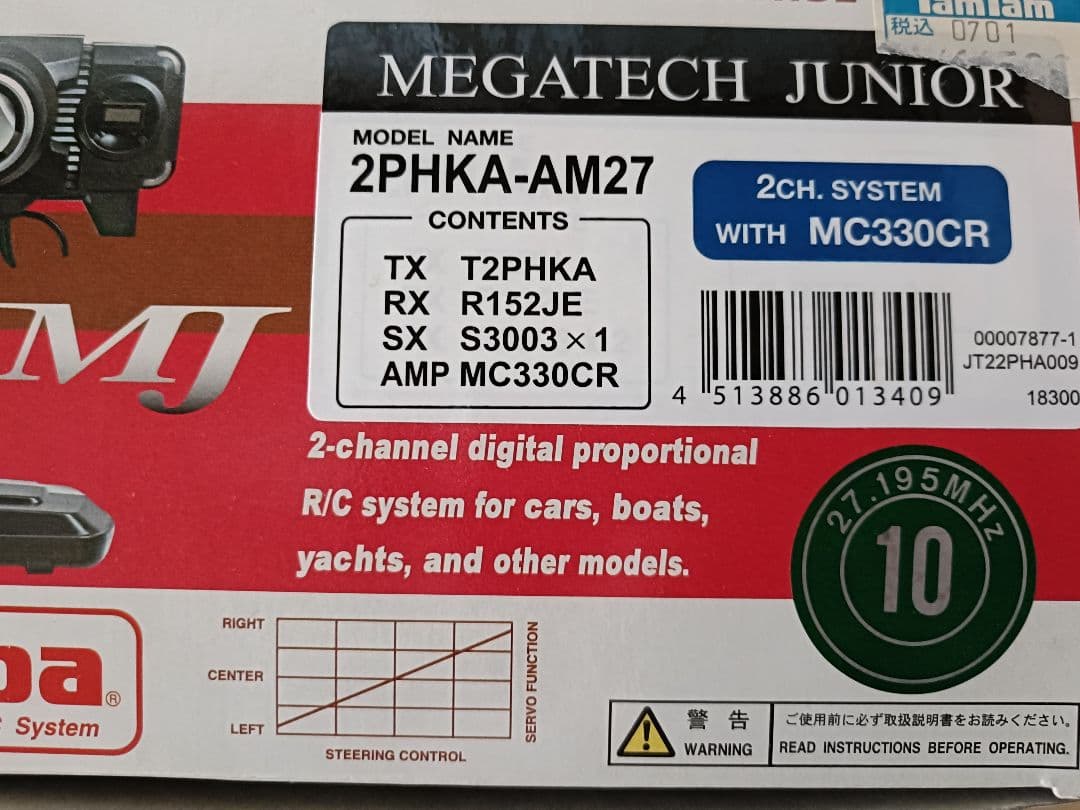 TamTam
税込 0701
MEGATECH JUNIOR
MODEL NAME
2PHKA-AM27
CONTENTS
TX T2PHKA
RX R152JE
SX S3003×1
AMP MC330CR
2CH. SYSTEM
WITH MC330CR
4 513886 013409
00007877-1
JT22PHA009
18300
MJ
2-channel digital proportional
R/C system for cars, boats,
yachts, and other models.
27.195MHz
10
ba®
System
RIGHT
CENTER
LEFT
STEERING CONTROL
SERVO FUNCTION
警告
WARNING
ご使用前に必ず取扱説明書をお読みください。
READ INSTRUCTIONS BEFORE OPERATING.